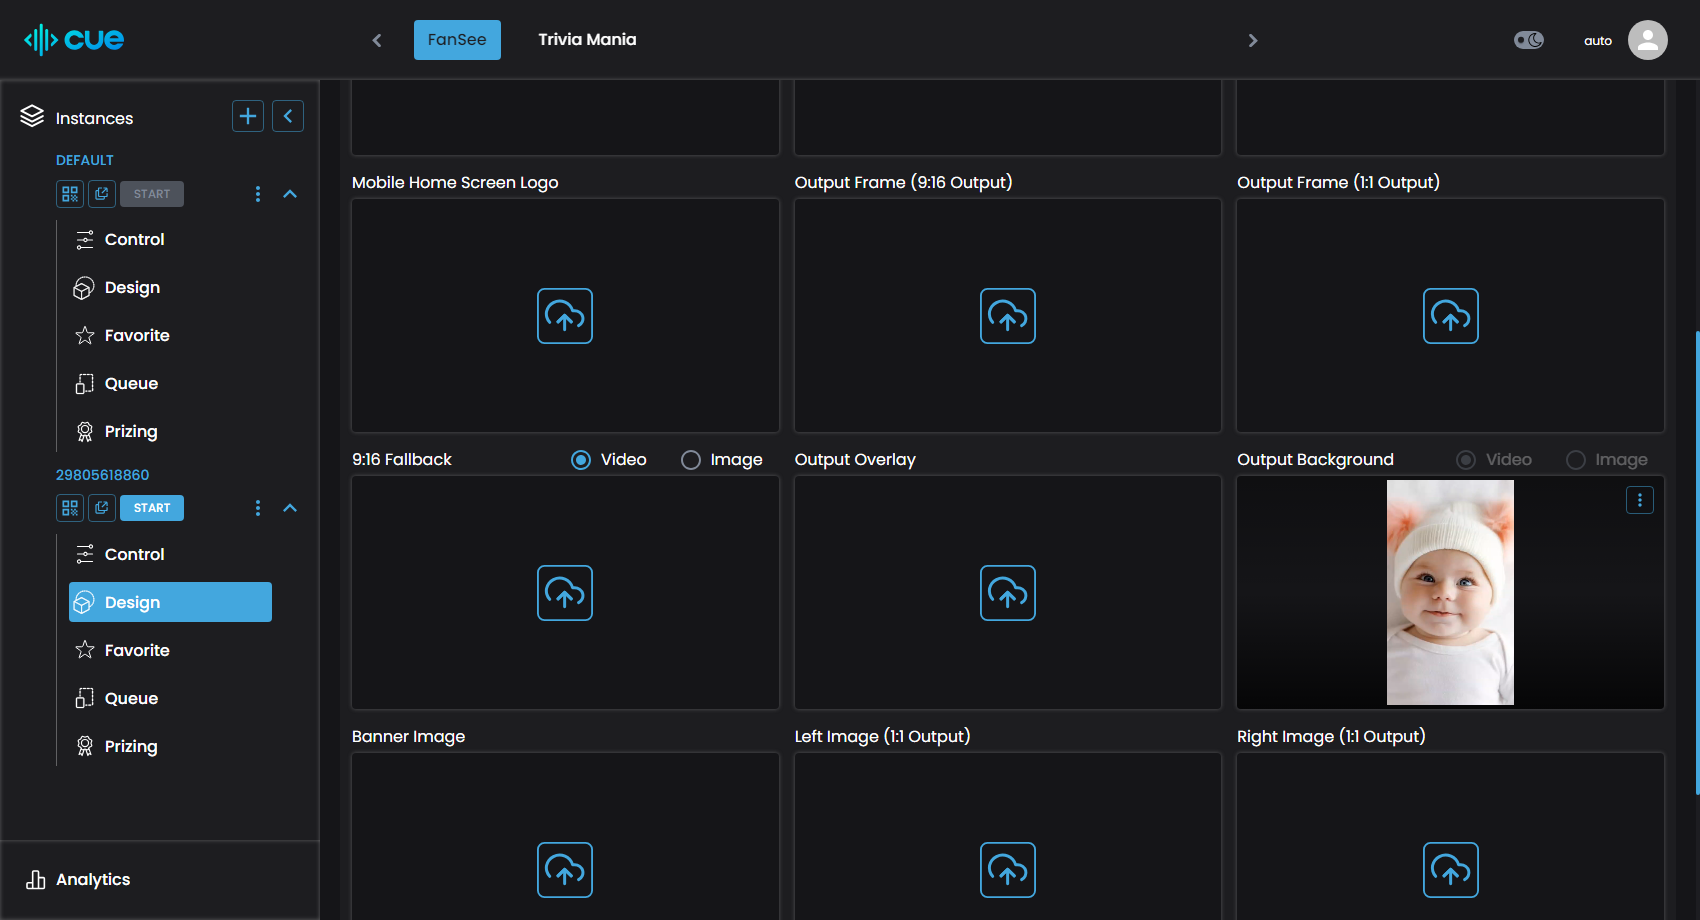 cue
FanSee
Trivia Mania
auto
Instances
DEFAULT
START
Control
Design
Favorite
Queue
Prizing
29805618860
START
Control
Design
Favorite
Queue
Prizing
Analytics
Mobile Home Screen Logo
Output Frame (9:16 Output)
Output Frame (1:1 Output)
9:16 Fallback
Video
Image
Output Overlay
Output Background
Video
Image
Banner Image
Left Image (1:1 Output)
Right Image (1:1 Output)